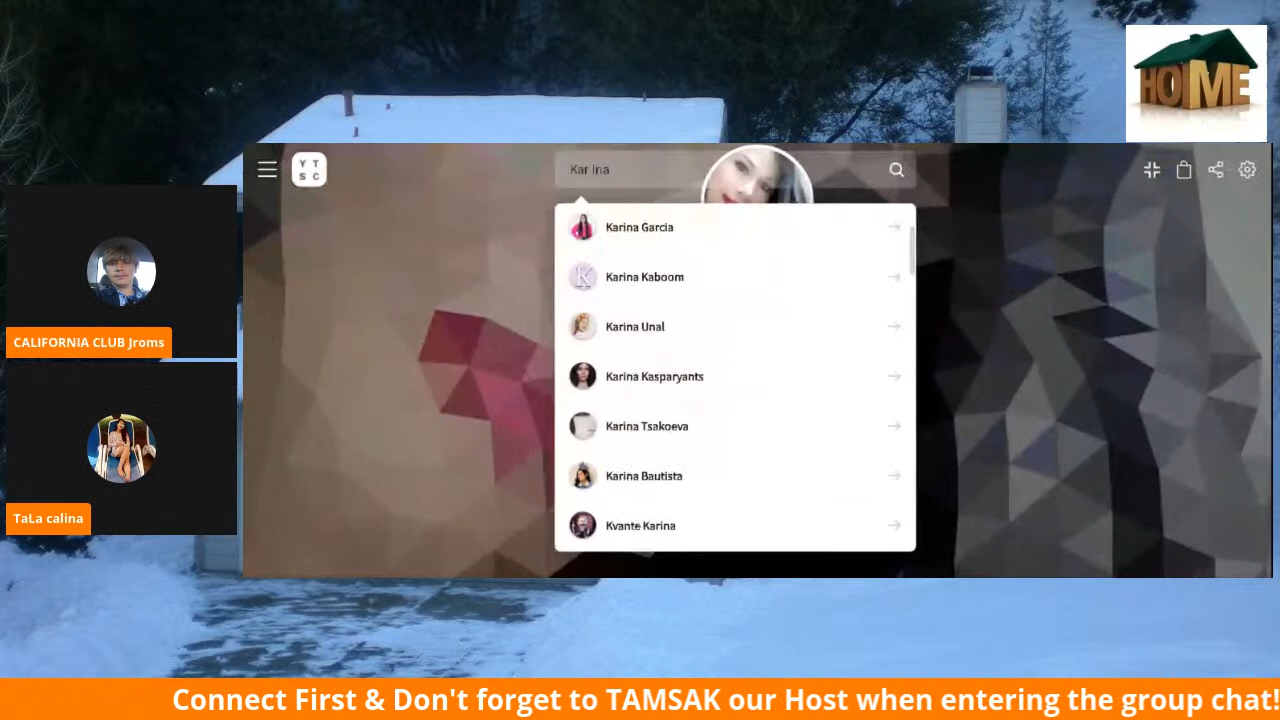 HOME
Y T
S C
Kar Ina
Karina Garcia
Karina Kaboom
Karina Unal
Karina Kasparyants
Karina Tsakoeva
Karina Bautista
Kvante Karina
K
CALIFORNIA CLUB Jroms
TaLa calina
Connect First & Don't forget to TAMSAK our Host when entering the group chat!